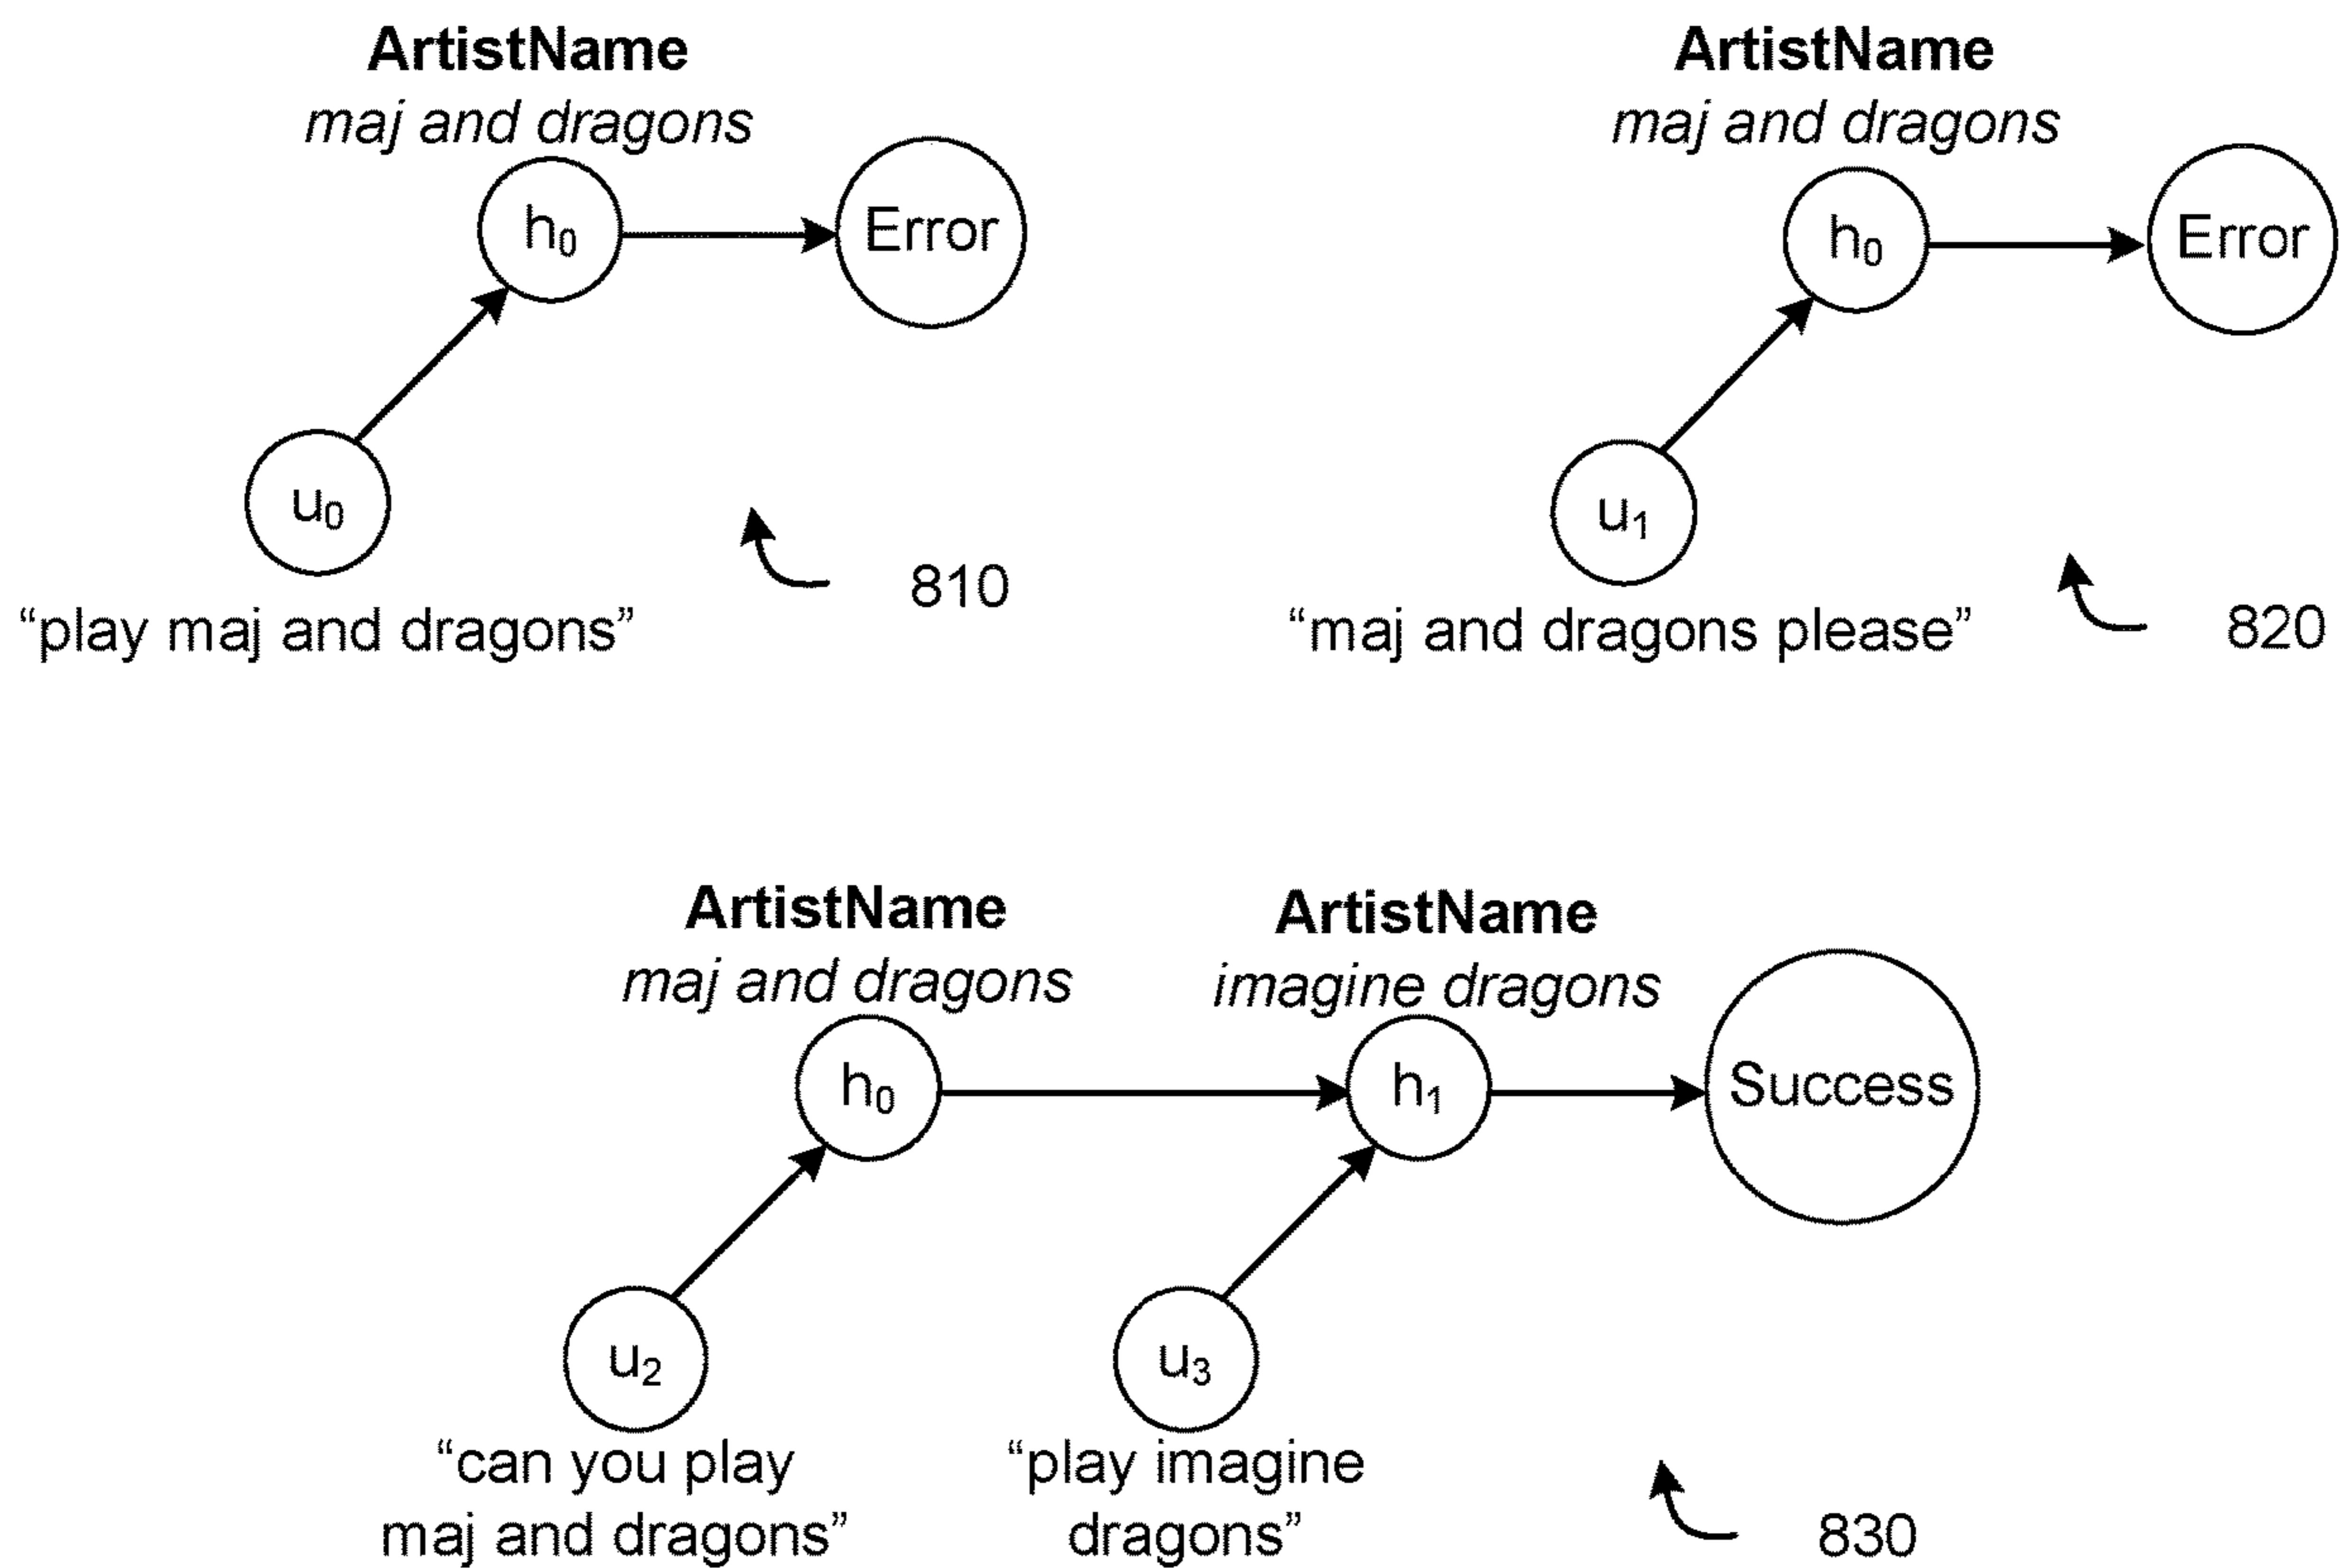 ArtistName
maj and dragons
h0
Error
u0
810
“play maj and dragons”
ArtistName
maj and dragons
h0
Error
u1
“maj and dragons please”
820
ArtistName
maj and dragons
ArtistName
imagine dragons
h0
h1
Success
u2
u3
“can you play
maj and dragons”
“play imagine
dragons”
830